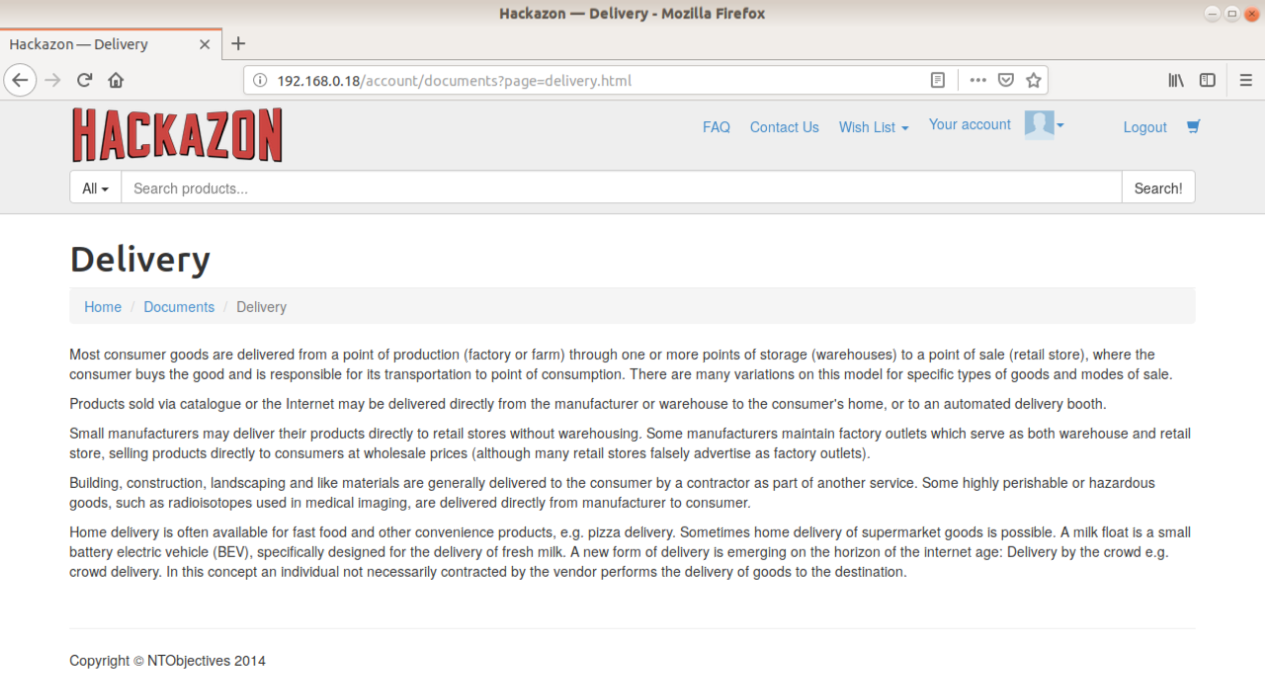 Hackazon — Delivery - Mozilla Firefox
Hackazon — Delivery
192.168.0.18/account/documents?page=delivery.html
HACKAZON
FAQ Contact Us Wish List Your account Logout
All Search products... Search!
Delivery
Home / Documents / Delivery
Most consumer goods are delivered from a point of production (factory or farm) through one or more points of storage (warehouses) to a point of sale (retail store), where the
consumer buys the good and is responsible for its transportation to point of consumption. There are many variations on this model for specific types of goods and modes of sale.
Products sold via catalogue or the Internet may be delivered directly from the manufacturer or warehouse to the consumer's home, or to an automated delivery booth.
Small manufacturers may deliver their products directly to retail stores without warehousing. Some manufacturers maintain factory outlets which serve as both warehouse and retail
store, selling products directly to consumers at wholesale prices (although many retail stores falsely advertise as factory outlets).
Building, construction, landscaping and like materials are generally delivered to the consumer by a contractor as part of another service. Some highly perishable or hazardous
goods, such as radioisotopes used in medical imaging, are delivered directly from manufacturer to consumer.
Home delivery is often available for fast food and other convenience products, e.g. pizza delivery. Sometimes home delivery of supermarket goods is possible. A milk float is a small
battery electric vehicle (BEV), specifically designed for the delivery of fresh milk. A new form of delivery is emerging on the horizon of the internet age: Delivery by the crowd e.g.
crowd delivery. In this concept an individual not necessarily contracted by the vendor performs the delivery of goods to the destination.
Copyright © NTObjectives 2014